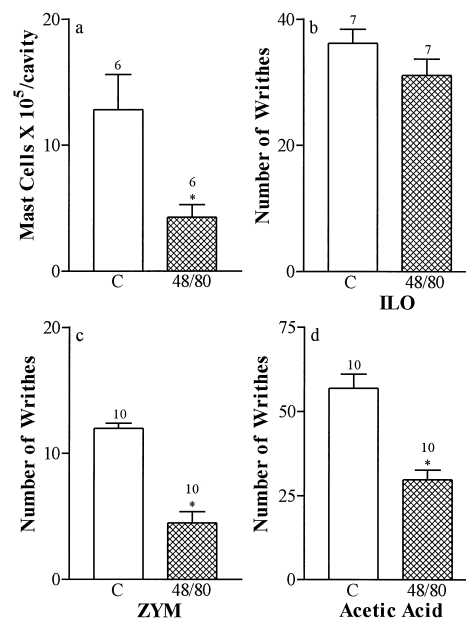 a
Mast Cells X 10⁵/cavity
20
10
0
6
6
*
C
48/80
b
Number of Writhes
40
20
0
7
7
C
48/80
ILO
c
Number of Writhes
20
10
0
10
10
*
C
48/80
ZYM
d
Number of Writhes
75
50
25
0
10
10
*
C
48/80
Acetic Acid